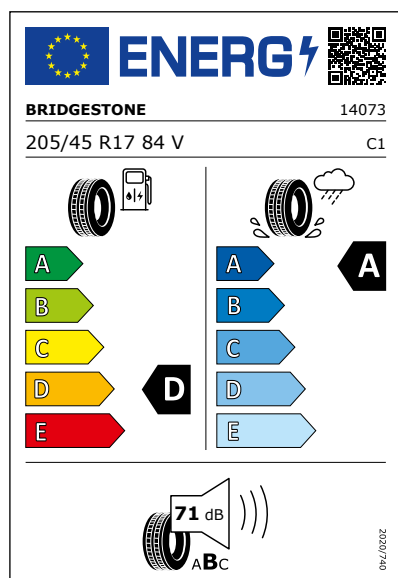 ENERG
BRIDGESTONE 14073
205/45 R17 84 V C1
A A A
B B
C C
D D D
E E
71 dB
ABC
2020/740